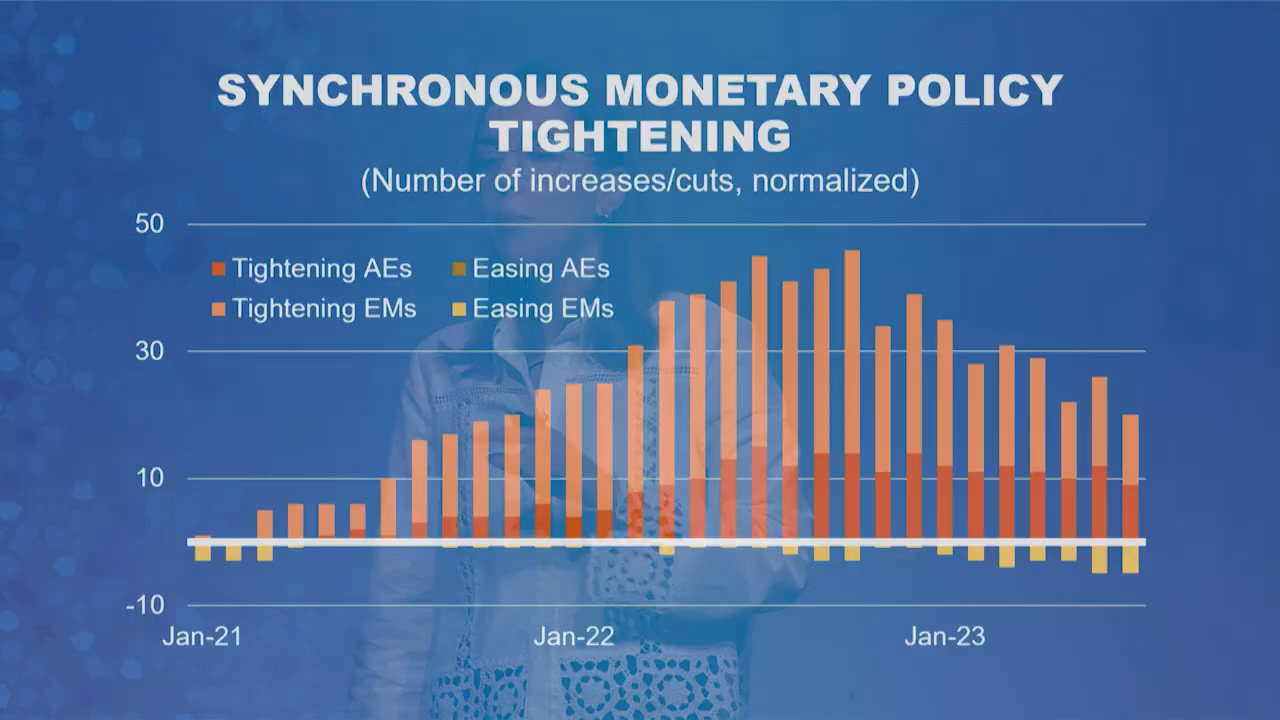 SYNCHRONOUS MONETARY POLICY
TIGHTENING
(Number of increases/cuts, normalized)
50
Tightening AEs
Easing AEs
Tightening EMs
Easing EMs
30
10
-10
Jan-21
Jan-22
Jan-23